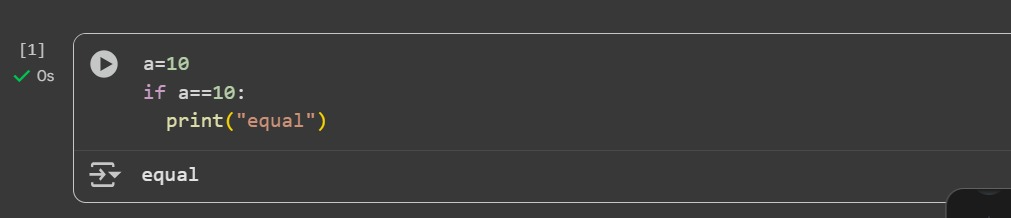 [1]
0s
a=10
if a==10:
  print("equal")
equal